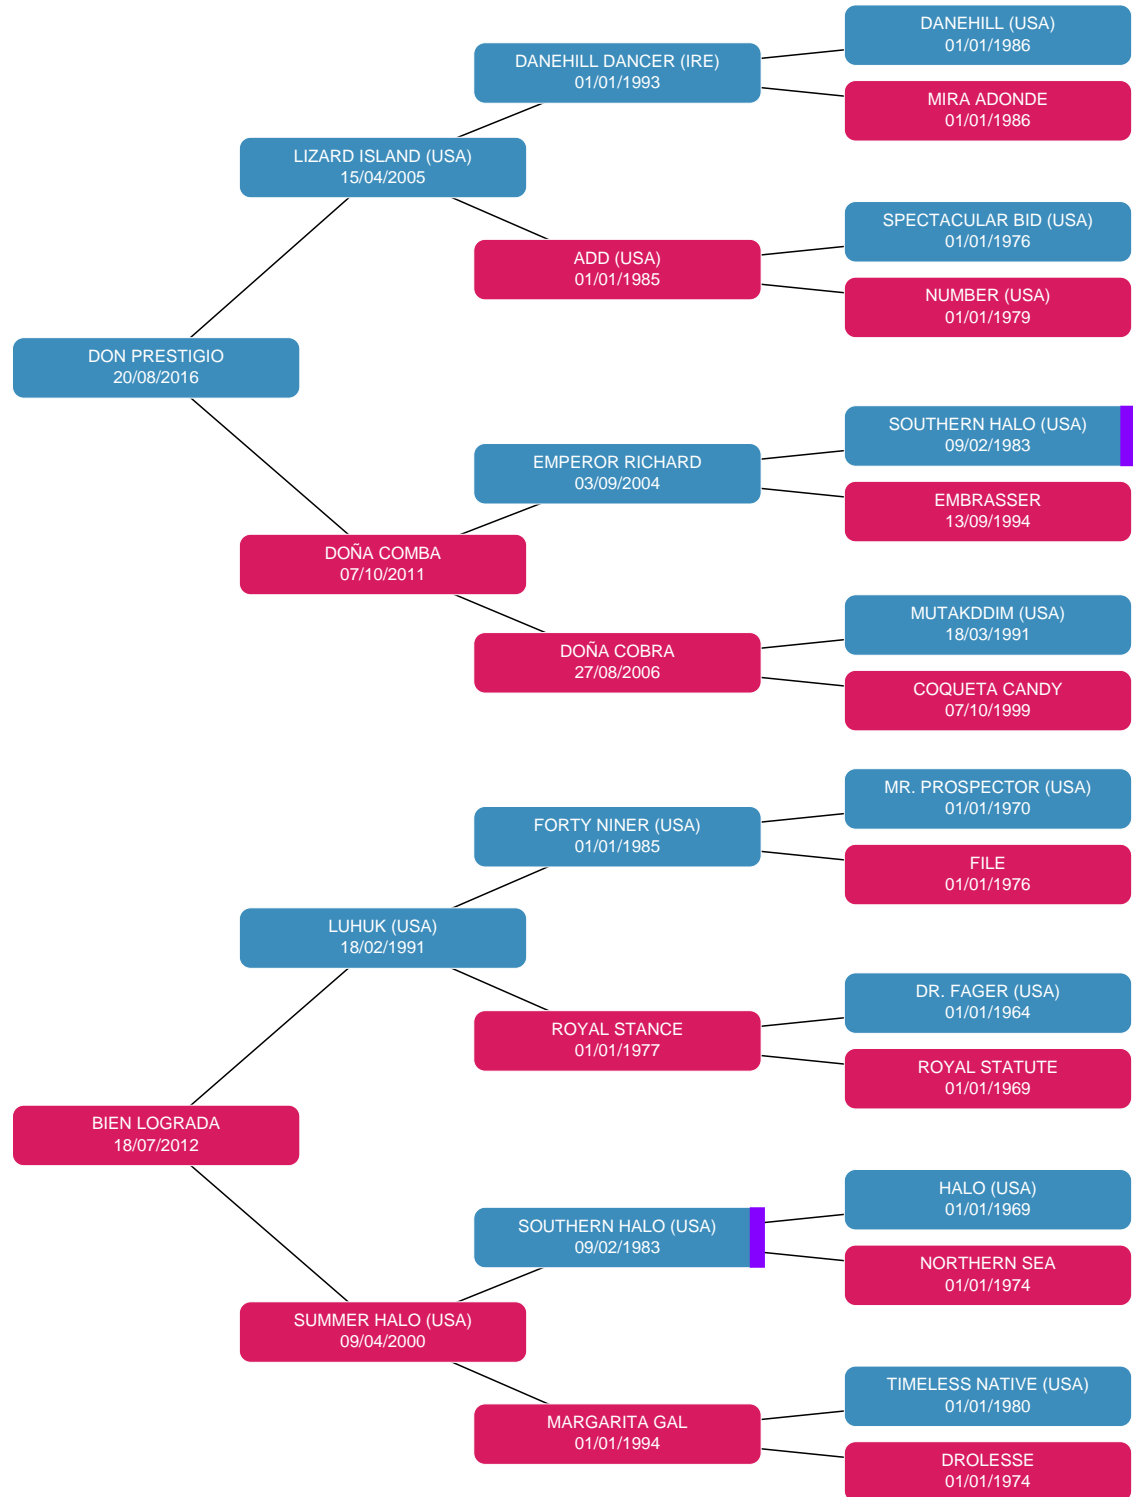 DANEHILL (USA)
01/01/1986
DANEHILL DANCER (IRE)
01/01/1993
MIRA ADONDE
01/01/1986
LIZARD ISLAND (USA)
15/04/2005
SPECTACULAR BID (USA)
01/01/1976
ADD (USA)
01/01/1985
NUMBER (USA)
01/01/1979
DON PRESTIGIO
20/08/2016
SOUTHERN HALO (USA)
09/02/1983
EMPEROR RICHARD
03/09/2004
EMBRASSER
13/09/1994
DOÑA COMBA
07/10/2011
MUTAKDDIM (USA)
18/03/1991
DOÑA COBRA
27/08/2006
COQUETA CANDY
07/10/1999
MR. PROSPECTOR (USA)
01/01/1970
FORTY NINER (USA)
01/01/1985
FILE
01/01/1976
LUHUK (USA)
18/02/1991
DR. FAGER (USA)
01/01/1964
ROYAL STANCE
01/01/1977
ROYAL STATUTE
01/01/1969
BIEN LOGRADA
18/07/2012
HALO (USA)
01/01/1969
SOUTHERN HALO (USA)
09/02/1983
NORTHERN SEA
01/01/1974
SUMMER HALO (USA)
09/04/2000
TIMELESS NATIVE (USA)
01/01/1980
MARGARITA GAL
01/01/1994
DROLESSE
01/01/1974